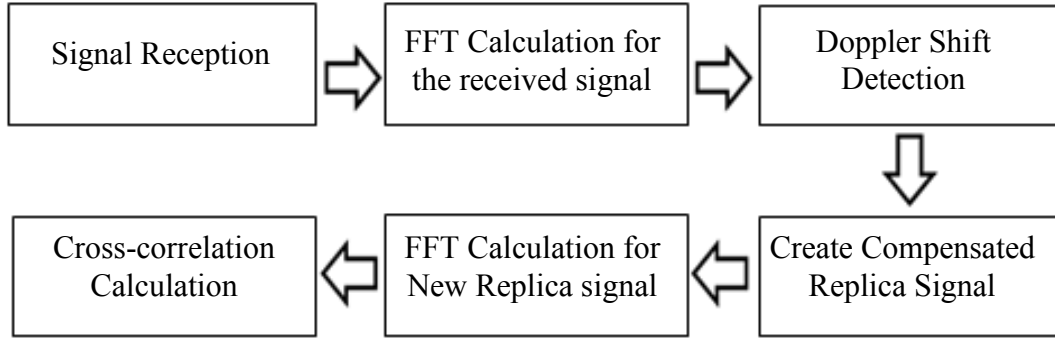 Signal Reception
FFT Calculation for
the received signal
Doppler Shift
Detection
Create Compensated
Replica Signal
FFT Calculation for
New Replica signal
Cross-correlation
Calculation